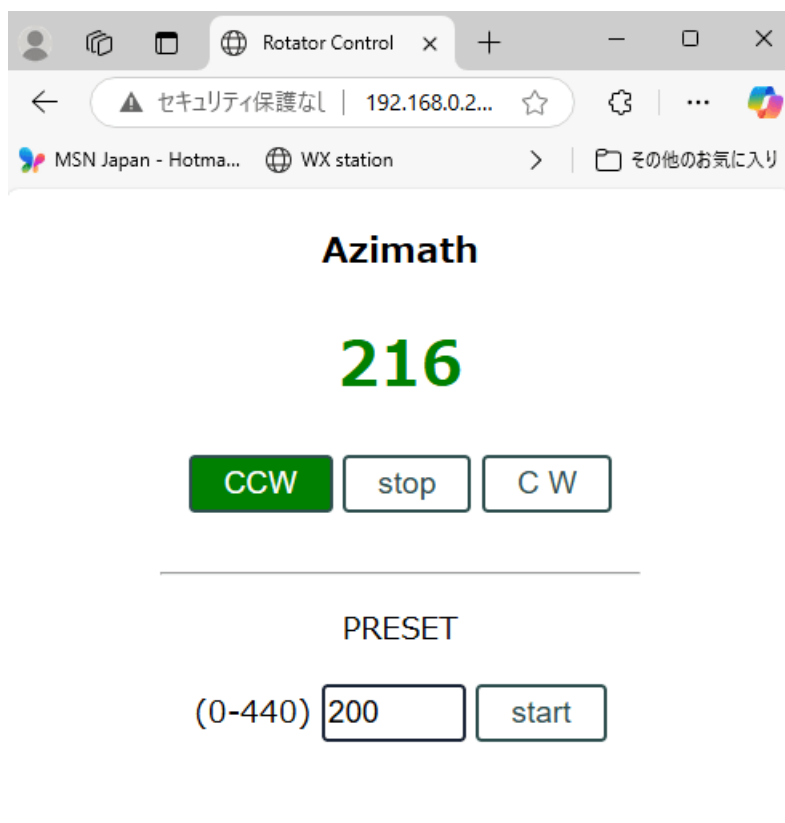 Rotator Control
セキュリティ保護なし | 192.168.0.2...
MSN Japan - Hotma... WX station その他のお気に入り
Azimath
216
CCW stop C W
PRESET
(0-440) 200 start